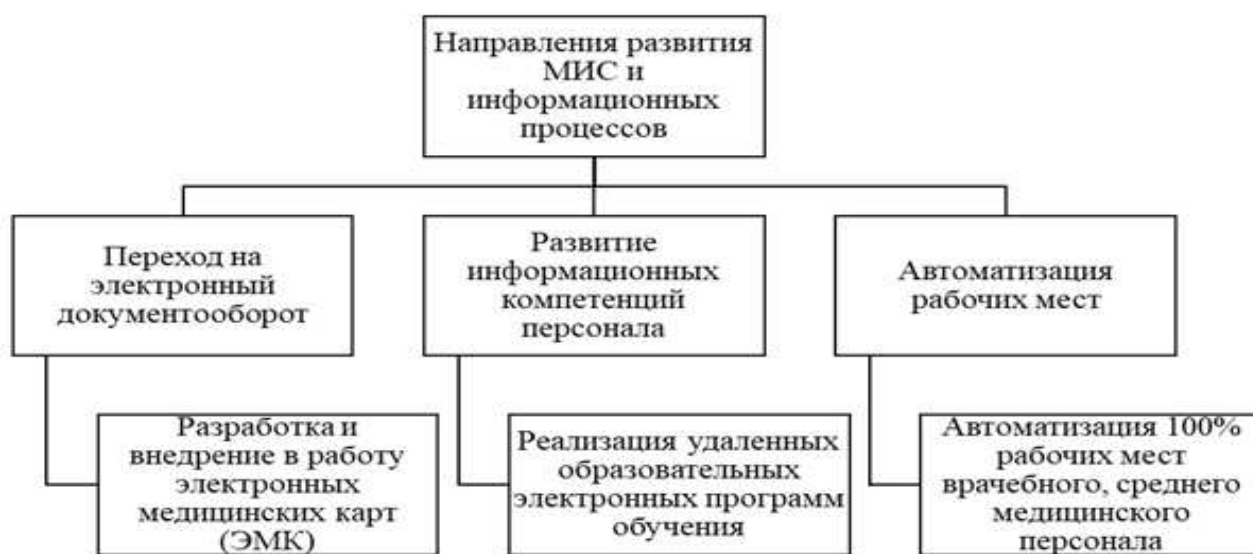 Направления развития
МИС и
информационных
процессов
Переход на
электронный
документооборот
Развитие
информационных
компетенций
персонала
Автоматизация
рабочих мест
Разработка и
внедрение в работу
электронных
медицинских карт
(ЭМК)
Реализация удаленных
образовательных
электронных программ
обучения
Автоматизация 100%
рабочих мест
врачебного, среднего
медицинского
персонала